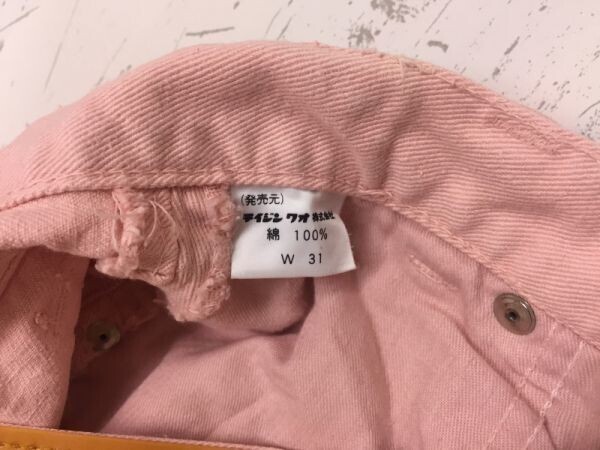 (発売元)
テイジン ワオ 株式会社
綿 100%
W 31